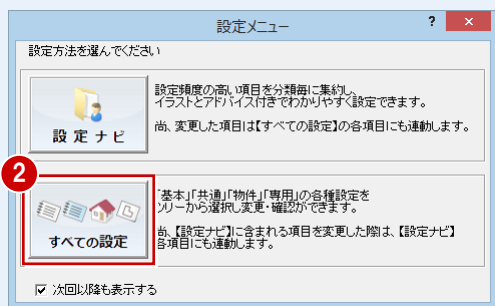 設定メニュー
? ×
設定方法を選んでください
設定頻度の高い項目を分類毎に集約し、
イラストとアドバイス付きでわかりやすく設定できます。
尚、変更した項目は【すべての設定】の各項目にも連動します。
設定ナビ
2
「基本」「共通」「物件」「専用」の各種設定を
ツリーから選択し変更・確認ができます。
尚、【設定ナビ】に含まれる項目を変更した際は、【設定ナビ】
各項目にも連動します。
すべての設定
次回以降も表示する